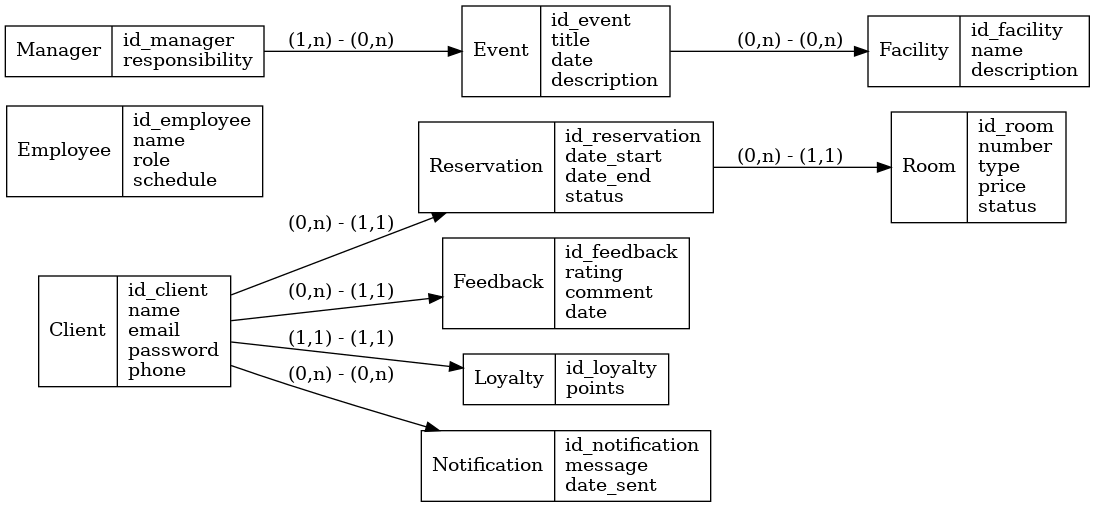 Manager
id_manager
responsibility
(1,n) - (0,n)
Event
id_event
title
date
description
(0,n) - (0,n)
Facility
id_facility
name
description
Employee
id_employee
name
role
schedule
Reservation
id_reservation
date_start
date_end
status
(0,n) - (1,1)
Room
id_room
number
type
price
status
Client
id_client
name
email
password
phone
(0,n) - (1,1)
(0,n) - (1,1)
(1,1) - (1,1)
(0,n) - (0,n)
Feedback
id_feedback
rating
comment
date
Loyalty
id_loyalty
points
Notification
id_notification
message
date_sent